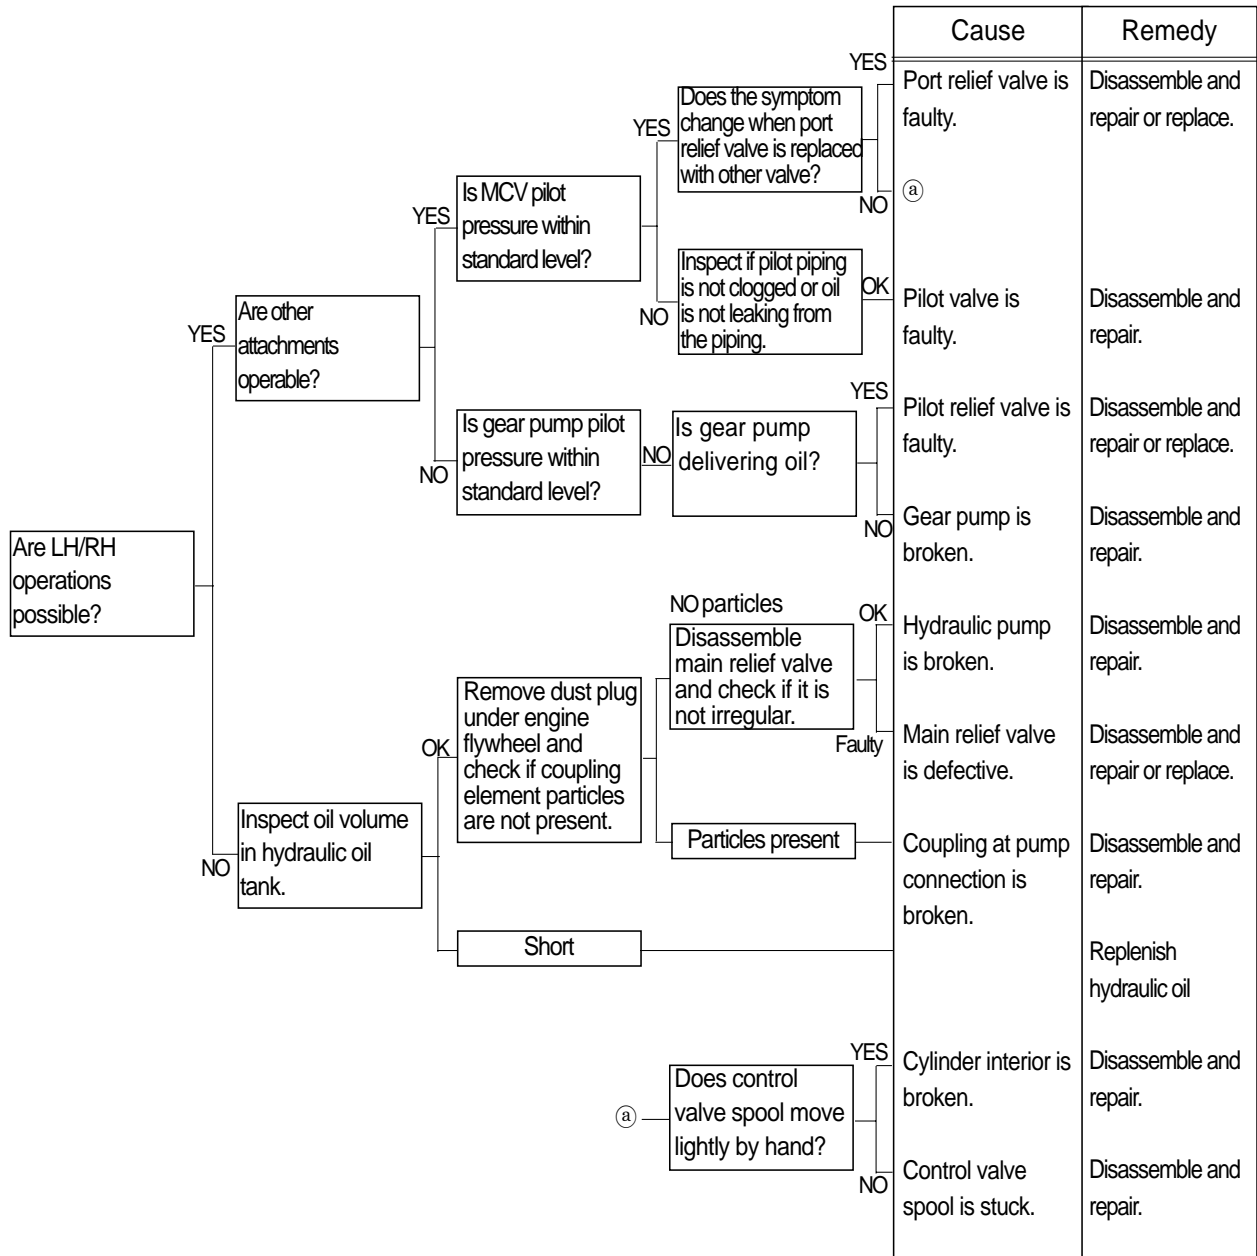 Cause
Remedy
YES
Port relief valve is
faulty.
Disassemble and
repair or replace.
Does the symptom
change when port
relief valve is replaced
with other valve?
YES
NO
ⓐ
Is MCV pilot
pressure within
standard level?
YES
Inspect if pilot piping
is not clogged or oil
is not leaking from
the piping.
OK
NO
Pilot valve is
faulty.
Disassemble and
repair.
Are other
attachments
operable?
YES
YES
Pilot relief valve is
faulty.
Disassemble and
repair or replace.
Is gear pump pilot
pressure within
standard level?
NO
NO
Is gear pump
delivering oil?
NO
Gear pump is
broken.
Disassemble and
repair.
Are LH/RH
operations
possible?
NO particles
OK
Disassemble
main relief valve
and check if it is
not irregular.
Hydraulic pump
is broken.
Disassemble and
repair.
Remove dust plug
under engine
flywheel and
check if coupling
element particles
are not present.
OK
Faulty
Main relief valve
is defective.
Disassemble and
repair or replace.
Inspect oil volume
in hydraulic oil
tank.
NO
Particles present
Coupling at pump
connection is
broken.
Disassemble and
repair.
Short
Replenish
hydraulic oil
YES
Cylinder interior is
broken.
Disassemble and
repair.
ⓐ
Does control
valve spool move
lightly by hand?
NO
Control valve
spool is stuck.
Disassemble and
repair.